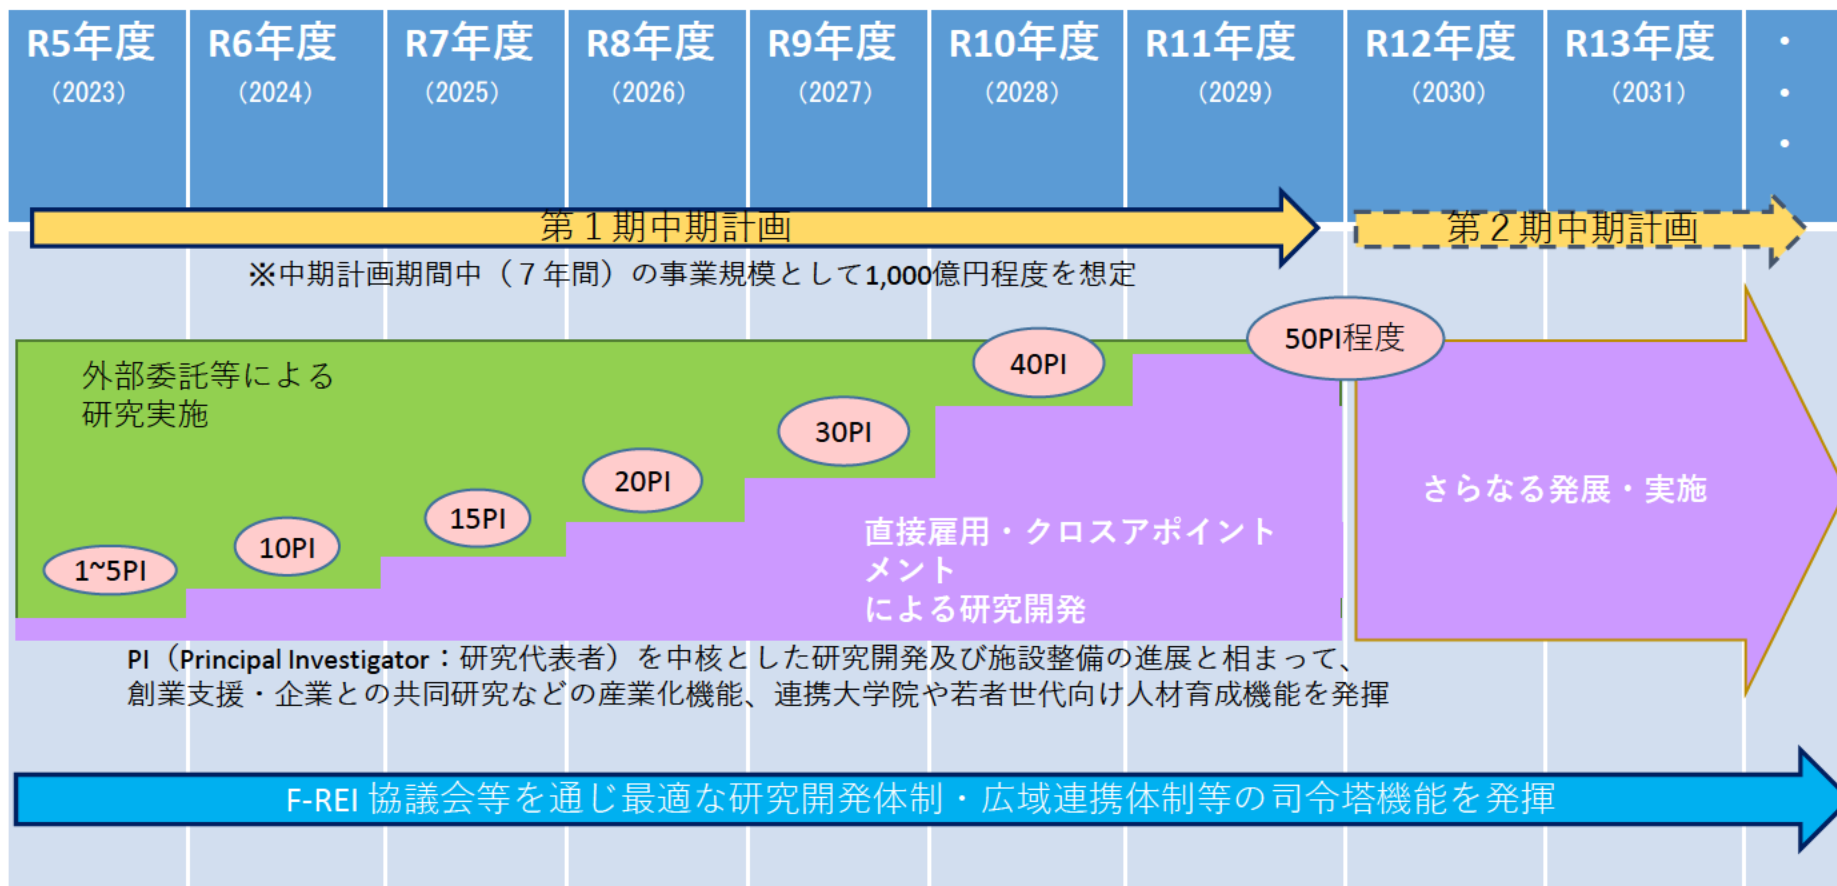 R5年度 R6年度 R7年度 R8年度 R9年度 R10年度 R11年度 R12年度 R13年度 ・
（2023） （2024） （2025） （2026） （2027） （2028） （2029） （2030） （2031） ・
・
第１期中期計画 第２期中期計画
※中期計画期間中（７年間）の事業規模として1,000億円程度を想定
外部委託等による
研究実施
50PI程度
40PI
30PI
20PI
15PI
10PI
1~5PI
直接雇用・クロスアポイント
メント
による研究開発
さらなる発展・実施
PI（Principal Investigator：研究代表者）を中核とした研究開発及び施設整備の進展と相まって、
創業支援・企業との共同研究などの産業化機能、連携大学院や若者世代向け人材育成機能を発揮
F-REI 協議会等を通じ最適な研究開発体制・広域連携体制等の司令塔機能を発揮